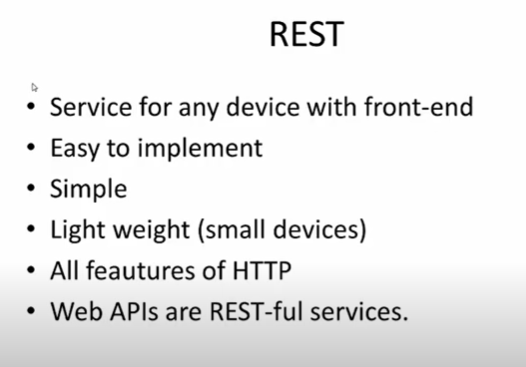 REST
• Service for any device with front-end
• Easy to implement
• Simple
• Light weight (small devices)
• All feautures of HTTP
• Web APIs are REST-ful services.